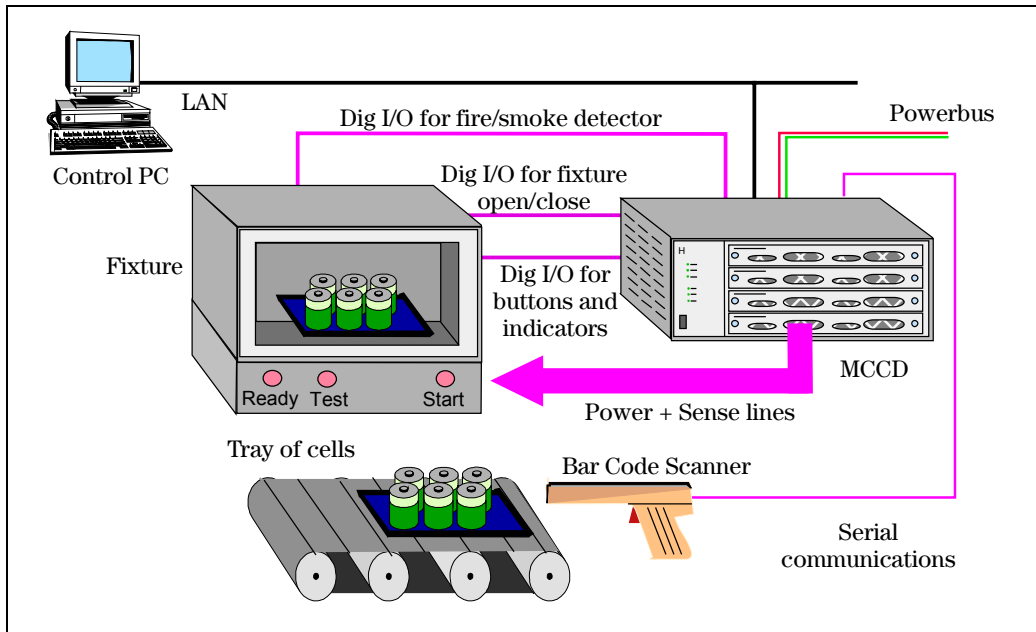 LAN
Dig I/O for fire/smoke detector
Powerbus
Control PC
Dig I/O for fixture
open/close
Fixture
H
Dig I/O for
buttons and
indicators
MCCD
Ready Test Start
Power + Sense lines
Tray of cells
Bar Code Scanner
Serial
communications